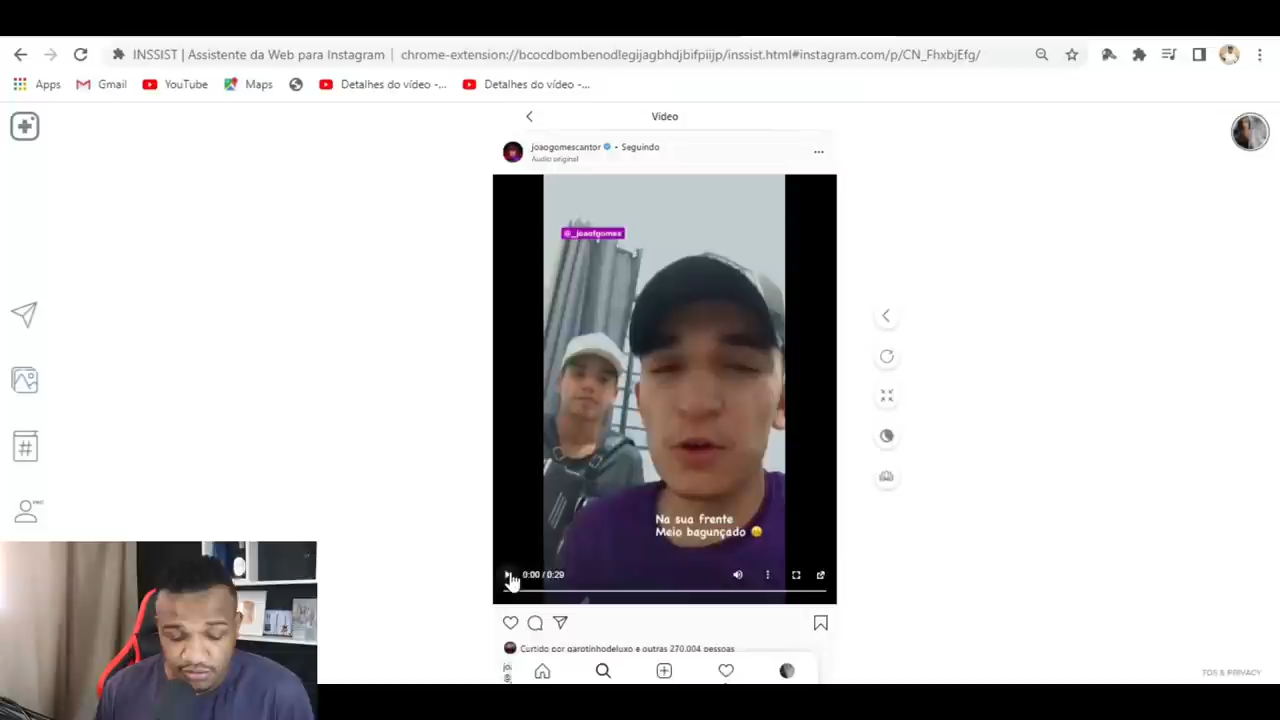 INSSIST | Assistente da Web para Instagram | chrome-extension://bcocdbombenodlegijagbhdjbifpiijp/inssist.html#instagram.com/p/CN_FhxbjEfg/
Apps Gmail YouTube Maps Detalhes do vídeo -... Detalhes do vídeo -...
Vídeo
joaogomescantor • Seguindo
Áudio original
@_joaofgomex
Na sua frente
Meio bagunçado
0:00 / 0:29
Curtido por garotinhodeluxo e outras 270.004 pessoas
TOS & PRIVACY